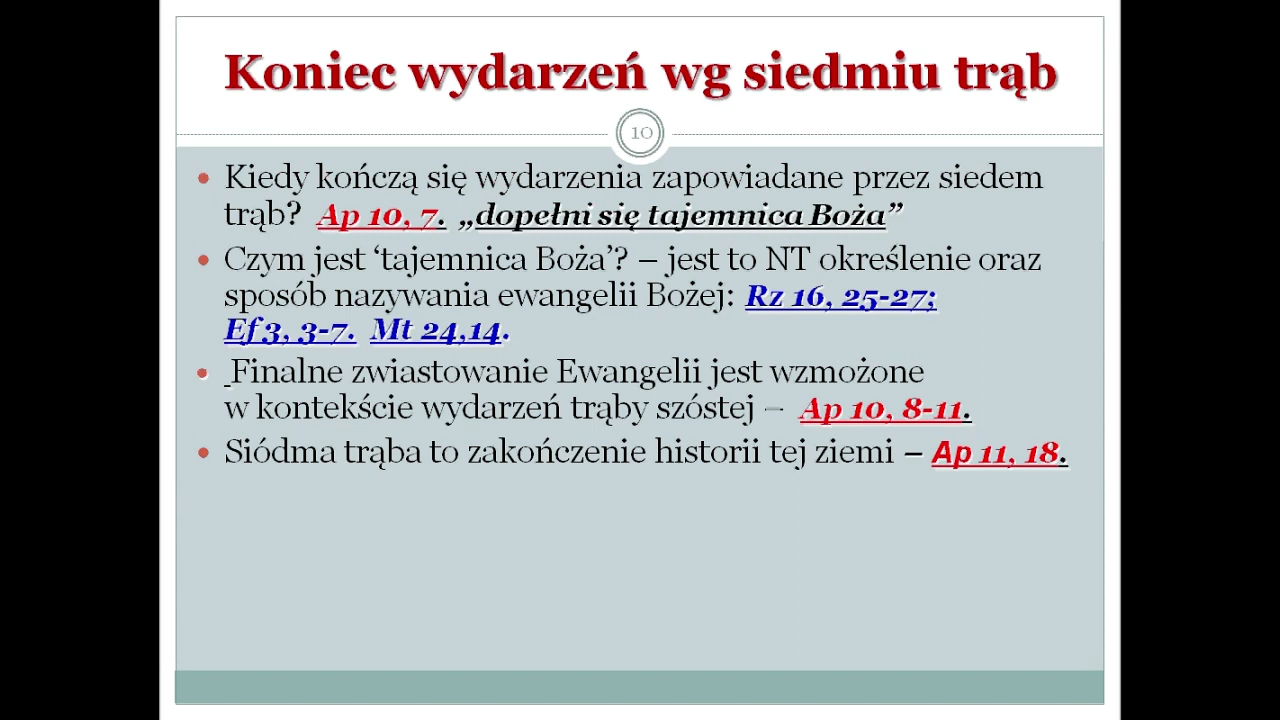 Koniec wydarzeń wg siedmiu trąb
10
• Kiedy kończą się wydarzenia zapowiadane przez siedem
trąb? Ap 10, 7. „dopełni się tajemnica Boża”
• Czym jest ‘tajemnica Boża’? – jest to NT określenie oraz
sposób nazywania ewangelii Bożej: Rz 16, 25-27;
Ef 3, 3-7. Mt 24,14.
• Finalne zwiastowanie Ewangelii jest wzmożone
w kontekście wydarzeń trąby szóstej – Ap 10, 8-11.
• Siódma trąba to zakończenie historii tej ziemi – Ap 11, 18.